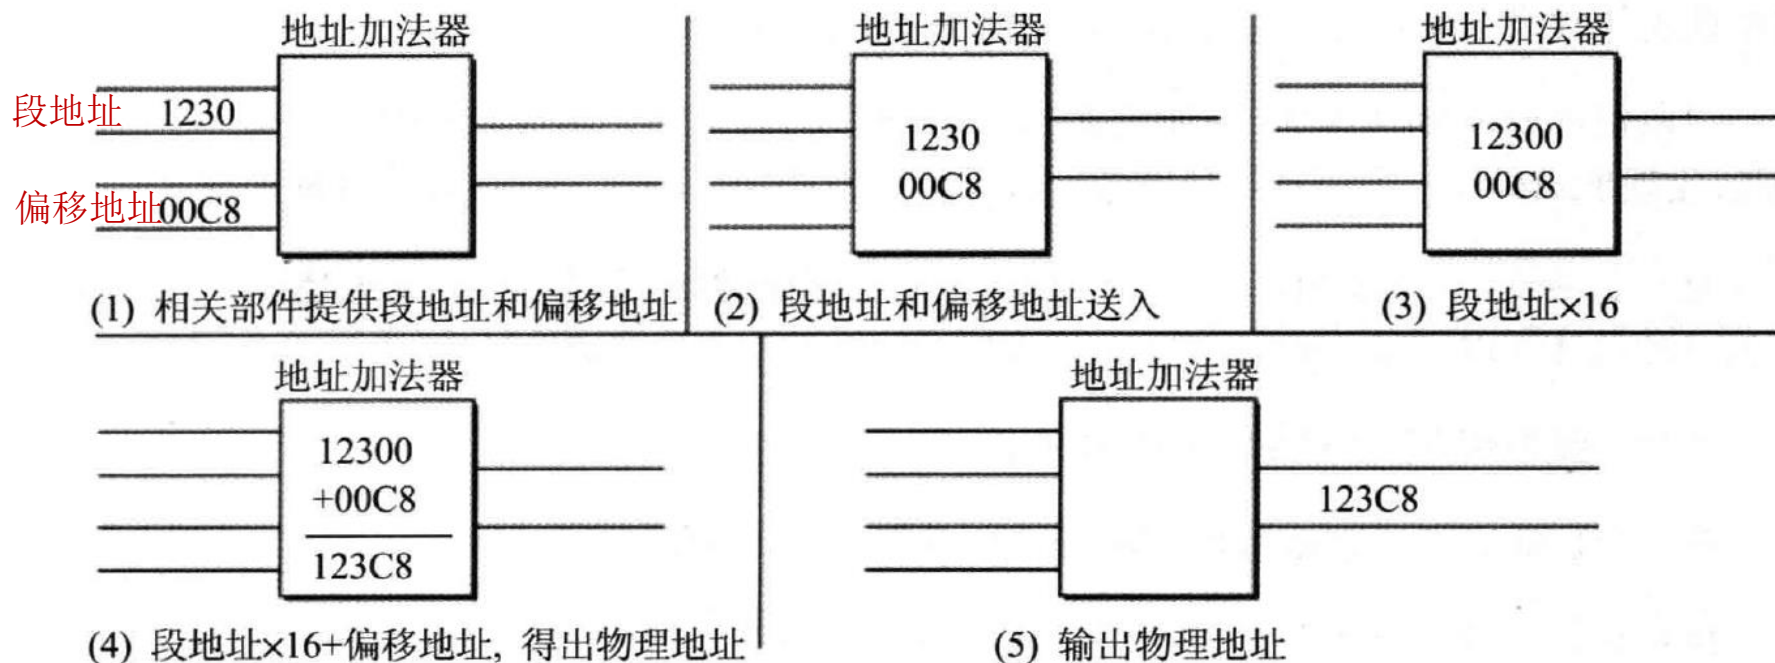 地址加法器
段地址 1230
偏移地址 00C8
(1) 相关部件提供段地址和偏移地址
地址加法器
1230
00C8
(2) 段地址和偏移地址送入
地址加法器
12300
00C8
(3) 段地址×16
地址加法器
12300
+00C8
123C8
(4) 段地址×16+偏移地址, 得出物理地址
地址加法器
123C8
(5) 输出物理地址